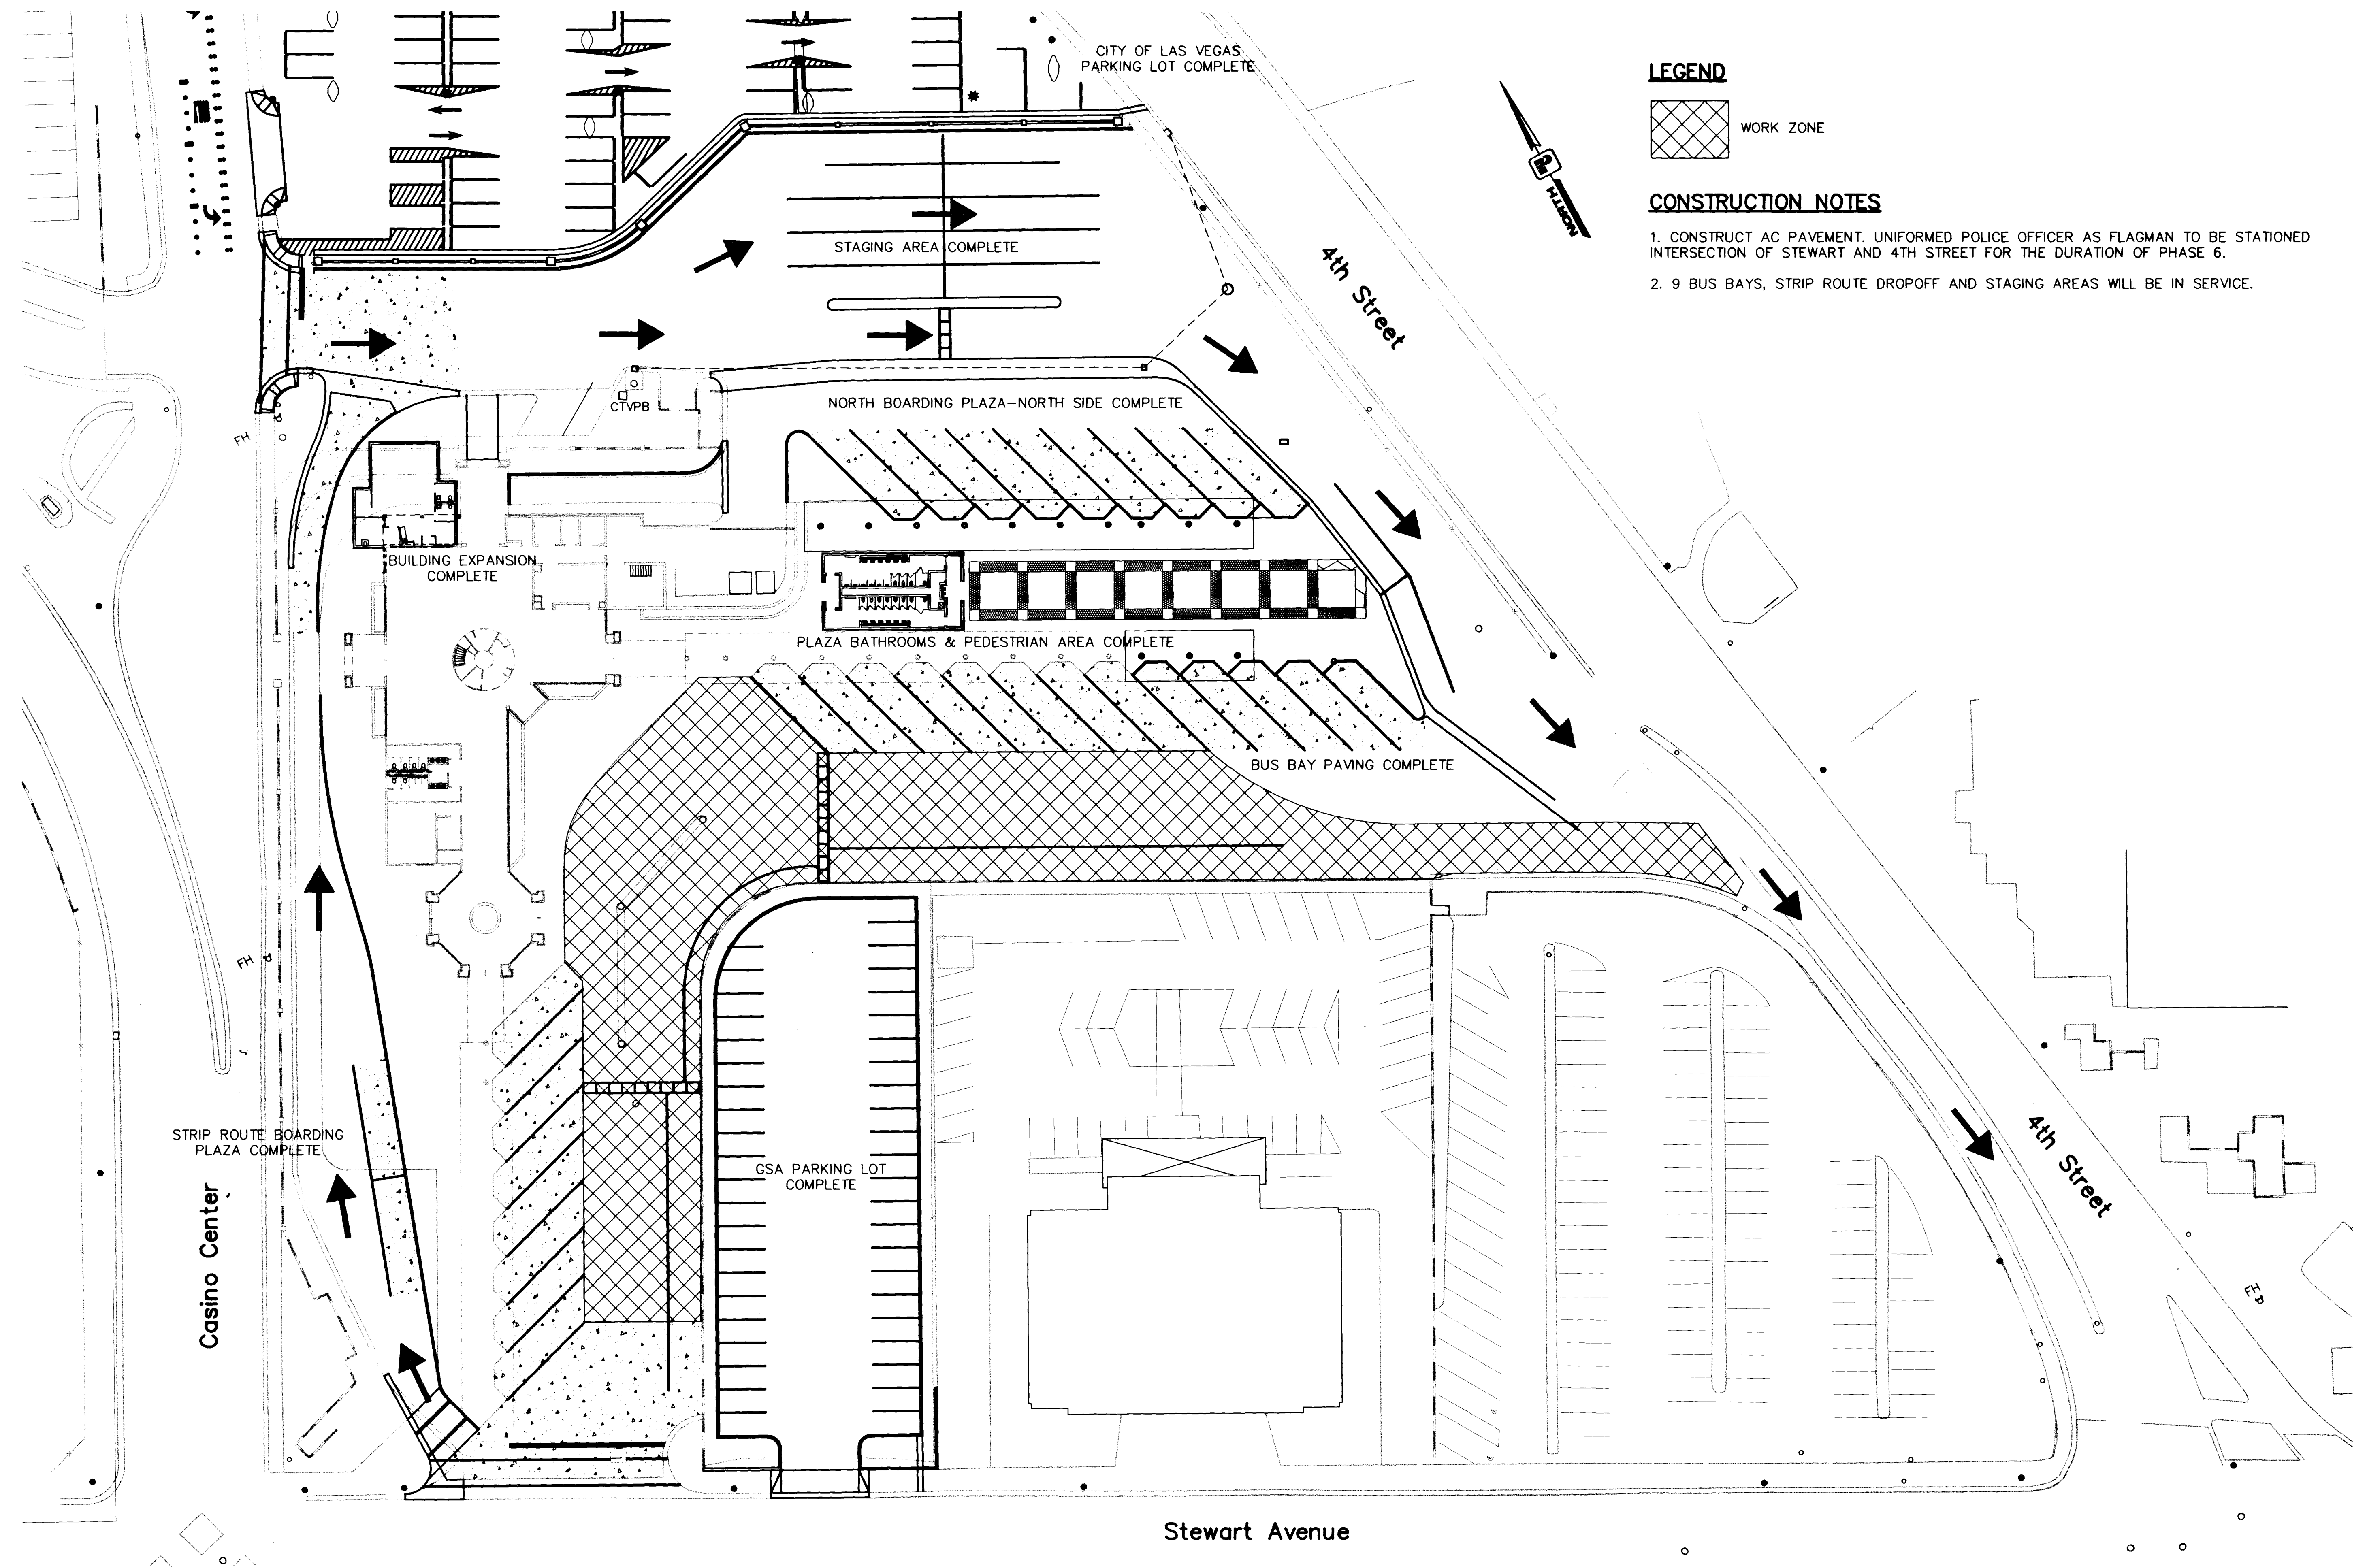 CITY OF LAS VEGAS
PARKING LOT COMPLETE
LEGEND
WORK ZONE
NORTH
CONSTRUCTION NOTES
1. CONSTRUCT AC PAVEMENT. UNIFORMED POLICE OFFICER AS FLAGMAN TO BE STATIONED
INTERSECTION OF STEWART AND 4TH STREET FOR THE DURATION OF PHASE 6.
2. 9 BUS BAYS, STRIP ROUTE DROPOFF AND STAGING AREAS WILL BE IN SERVICE.
STAGING AREA COMPLETE
4th Street
CTVPB
NORTH BOARDING PLAZA-NORTH SIDE COMPLETE
FH
BUILDING EXPANSION
COMPLETE
PLAZA BATHROOMS & PEDESTRIAN AREA COMPLETE
BUS BAY PAVING COMPLETE
FH
STRIP ROUTE BOARDING
PLAZA COMPLETE
GSA PARKING LOT
COMPLETE
4th Street
Casino Center
FH
Stewart Avenue